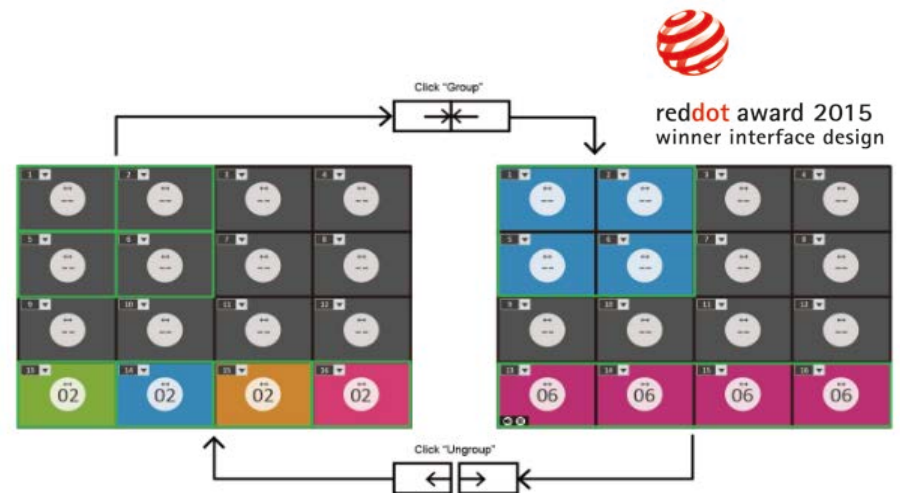 Click "Group"
reddot award 2015
winner interface design
1 2 3 4
-- -- -- --
5 6 7 8
-- -- -- --
9 10 11 12
-- -- -- --
13 14 15 16
02 02 02 02
1 2 3 4
-- -- -- --
5 6 7 8
-- -- -- --
9 10 11 12
-- -- -- --
13 14 15 16
06 06 06 06
Click "Ungroup"